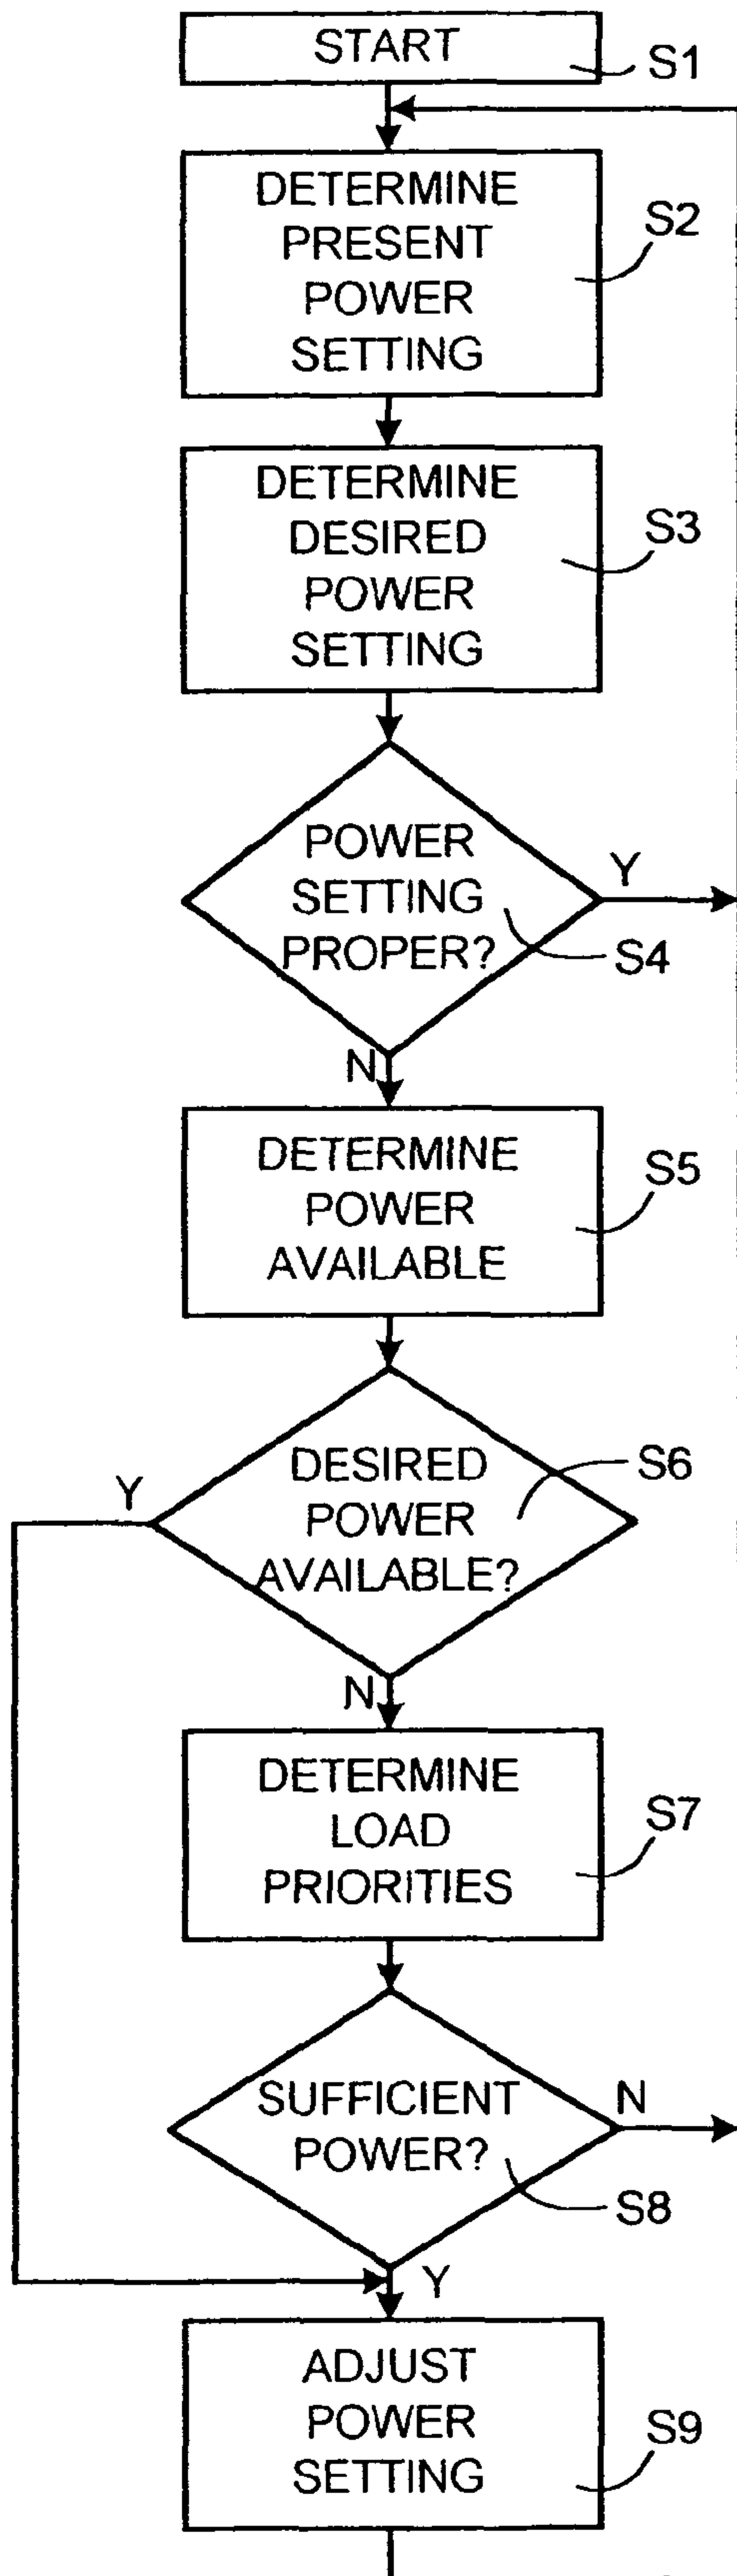 START
S1
DETERMINE
PRESENT
POWER
SETTING
S2
DETERMINE
DESIRED
POWER
SETTING
S3
POWER
SETTING
PROPER?
Y
S4
N
DETERMINE
POWER
AVAILABLE
S5
DESIRED
POWER
AVAILABLE?
S6
Y
N
DETERMINE
LOAD
PRIORITIES
S7
SUFFICIENT
POWER?
N
S8
Y
ADJUST
POWER
SETTING
S9